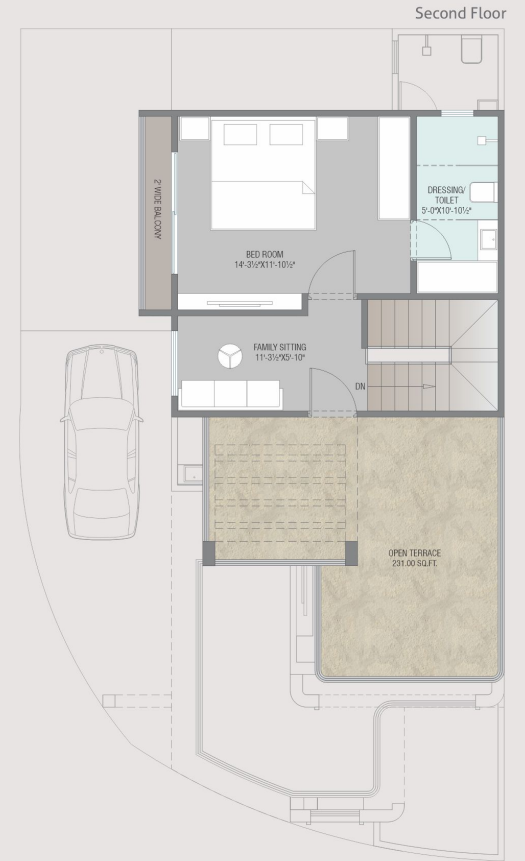 Second Floor
2' WIDE BALCONY
DRESSING/
TOILET
5'-0"X10'-10½"
BED ROOM
14'-3½"X11'-10½"
FAMILY SITTING
11'-3½"X5'-10"
DN
OPEN TERRACE
231.00 SQ.FT.